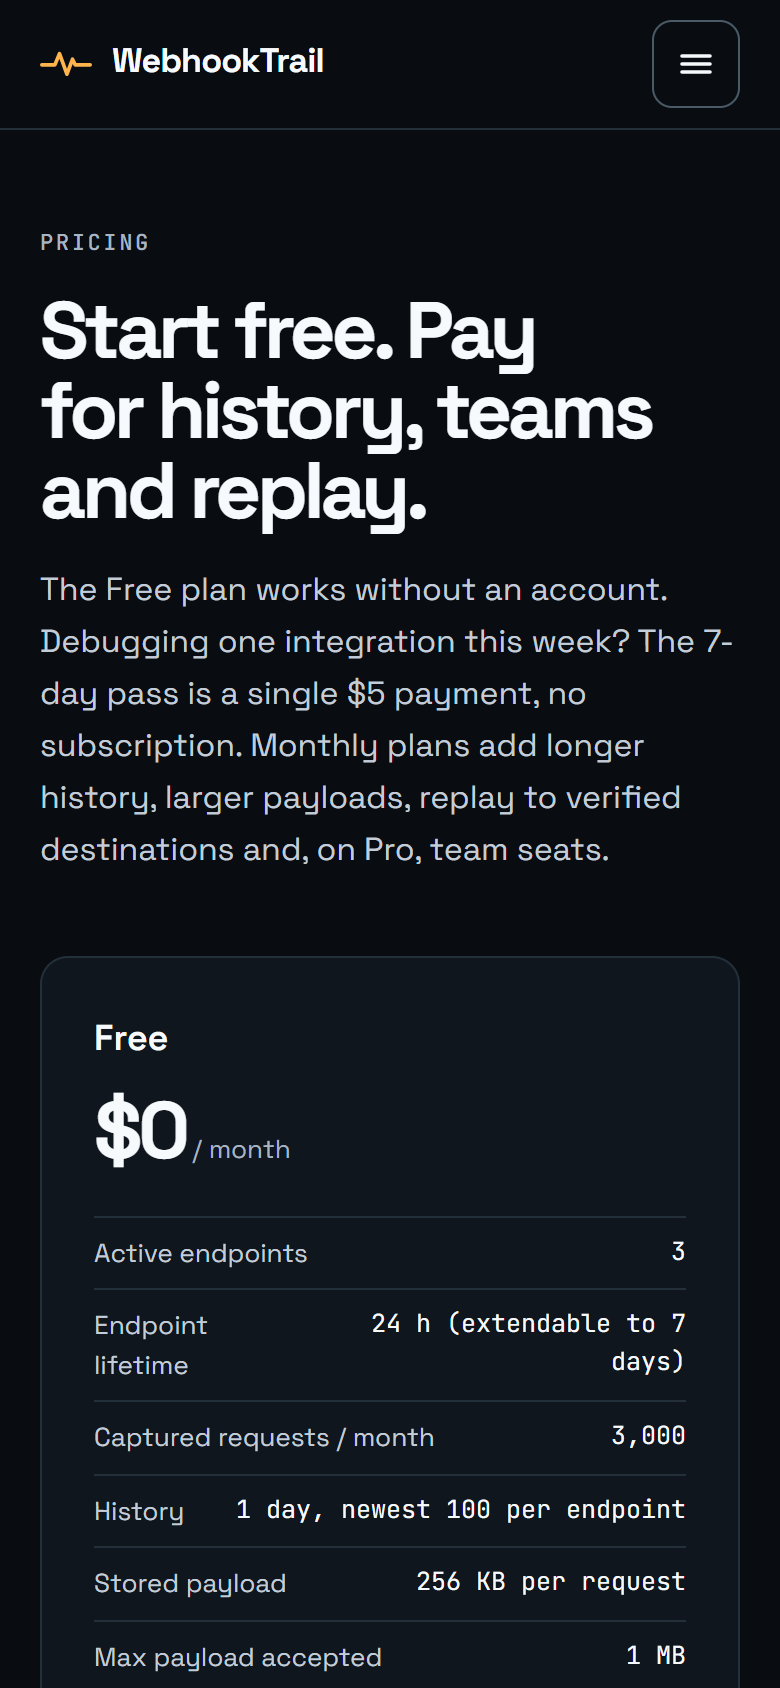 WebhookTrail
PRICING
Start free. Pay
for history, teams
and replay.
The Free plan works without an account.
Debugging one integration this week? The 7-
day pass is a single $5 payment, no
subscription. Monthly plans add longer
history, larger payloads, replay to verified
destinations and, on Pro, team seats.
Free
$0 / month
Active endpoints 3
Endpoint lifetime 24 h (extendable to 7 days)
Captured requests / month 3,000
History 1 day, newest 100 per endpoint
Stored payload 256 KB per request
Max payload accepted 1 MB